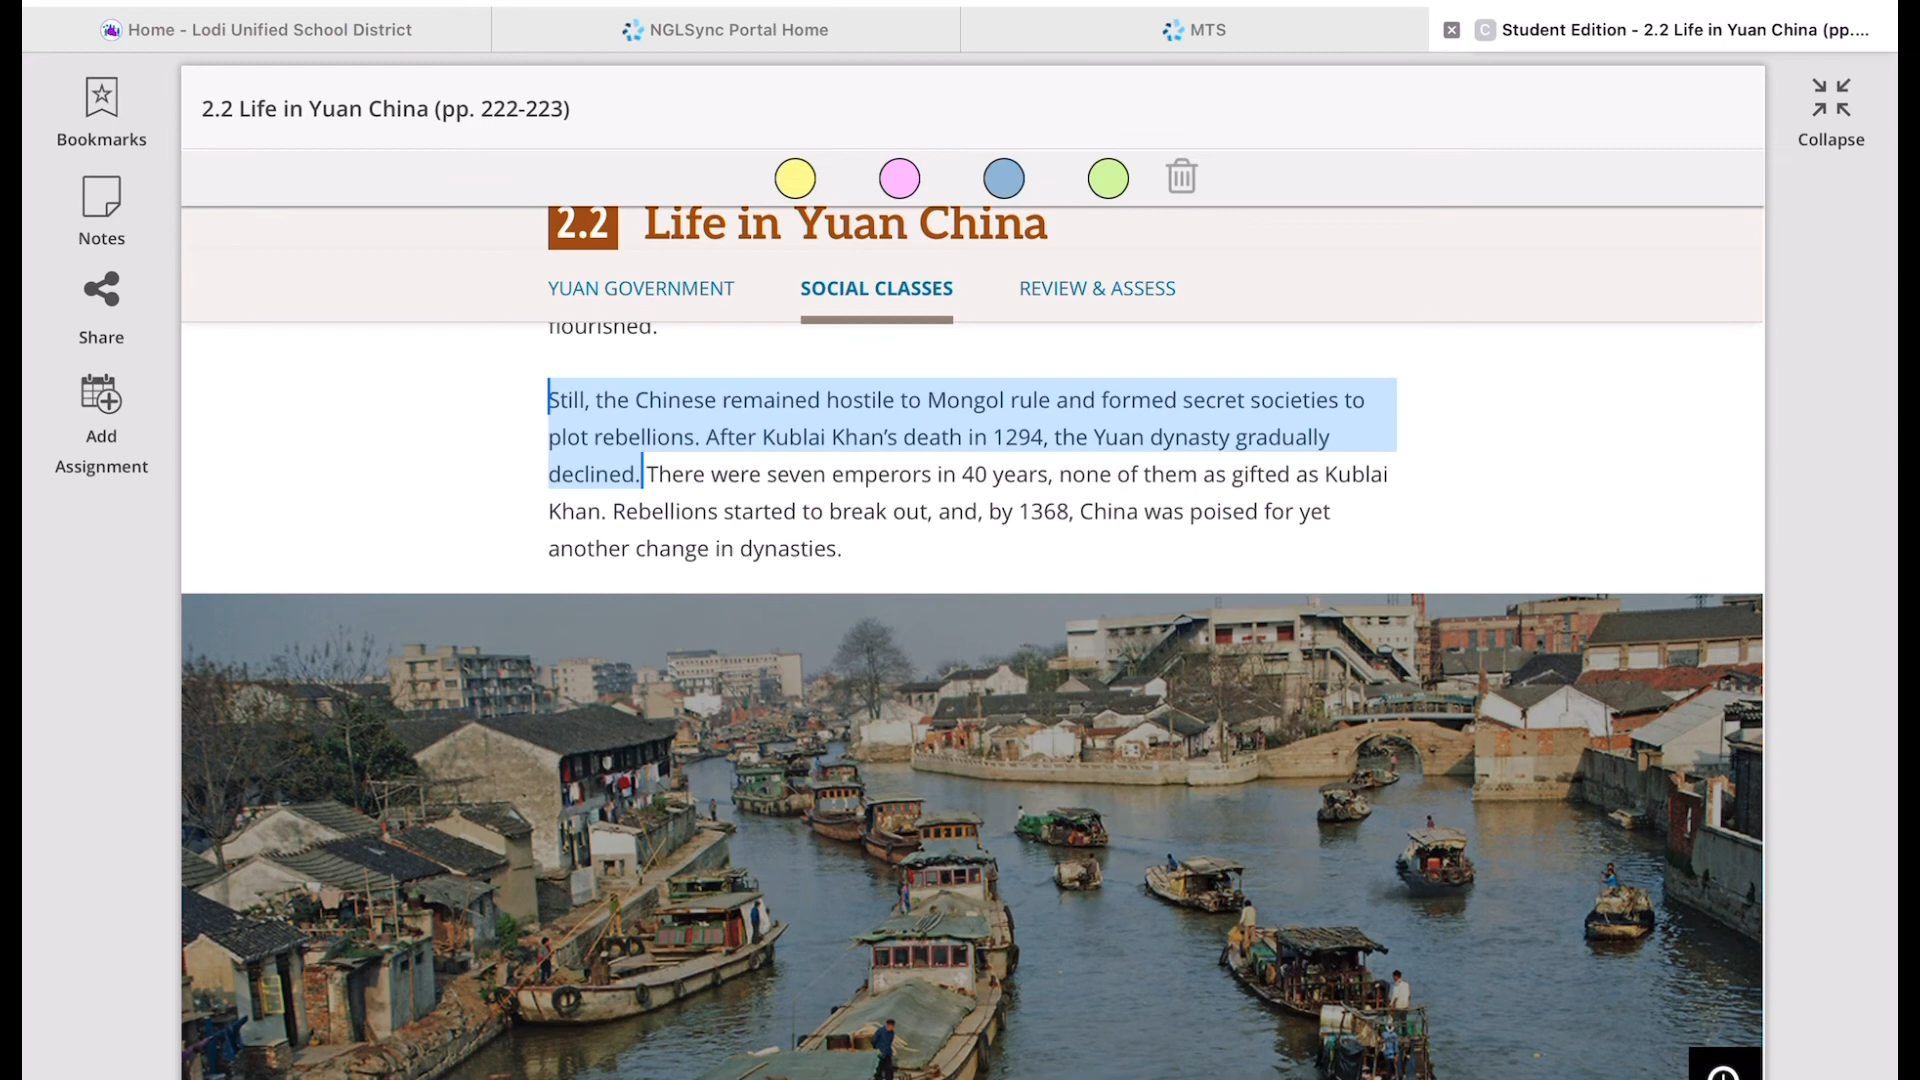 Home - Lodi Unified School District
NGLSync Portal Home
MTS
C Student Edition - 2.2 Life in Yuan China (pp....
Bookmarks
Notes
Share
Add
Assignment
Collapse
2.2 Life in Yuan China (pp. 222-223)
2.2 Life in Yuan China
YUAN GOVERNMENT
SOCIAL CLASSES
REVIEW & ASSESS
flourished.
Still, the Chinese remained hostile to Mongol rule and formed secret societies to
plot rebellions. After Kublai Khan’s death in 1294, the Yuan dynasty gradually
declined. There were seven emperors in 40 years, none of them as gifted as Kublai
Khan. Rebellions started to break out, and, by 1368, China was poised for yet
another change in dynasties.